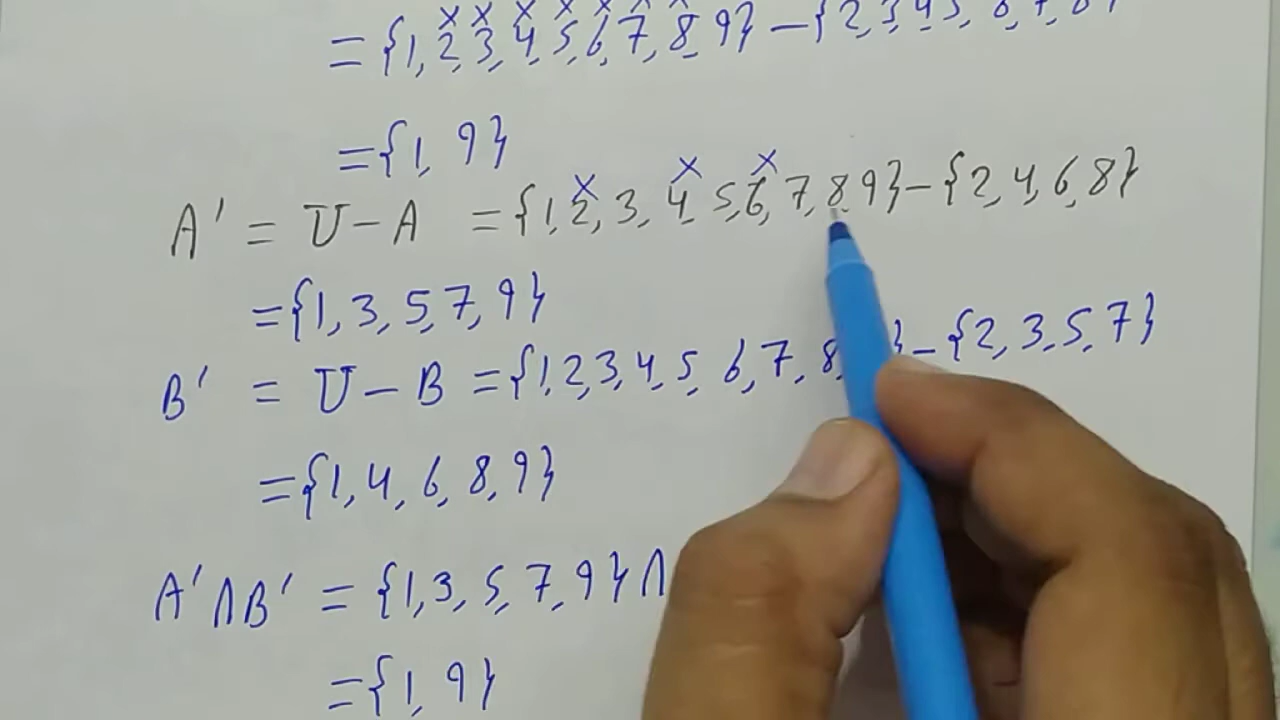 = {1, 2, 3, 4, 5, 6, 7, 8, 9} − {2, 3, 4, 5, 6, 7, 8}
= {1, 9}
A' = U − A = {1, 2, 3, 4, 5, 6, 7, 8, 9} − {2, 4, 6, 8}
= {1, 3, 5, 7, 9}
B' = U − B = {1, 2, 3, 4, 5, 6, 7, 8, } − {2, 3, 5, 7}
= {1, 4, 6, 8, 9}
A' ∩ B' = {1, 3, 5, 7, 9} ∩
= {1, 9}